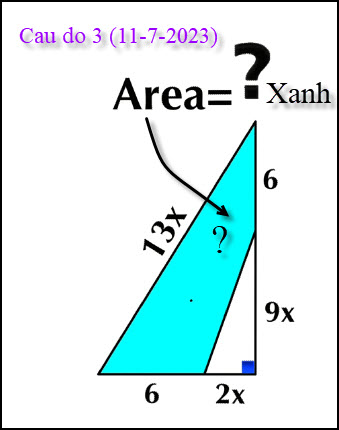 Cau do 3 (11-7-2023)
Area=?
Xanh
6
13x
?
9x
6
2x